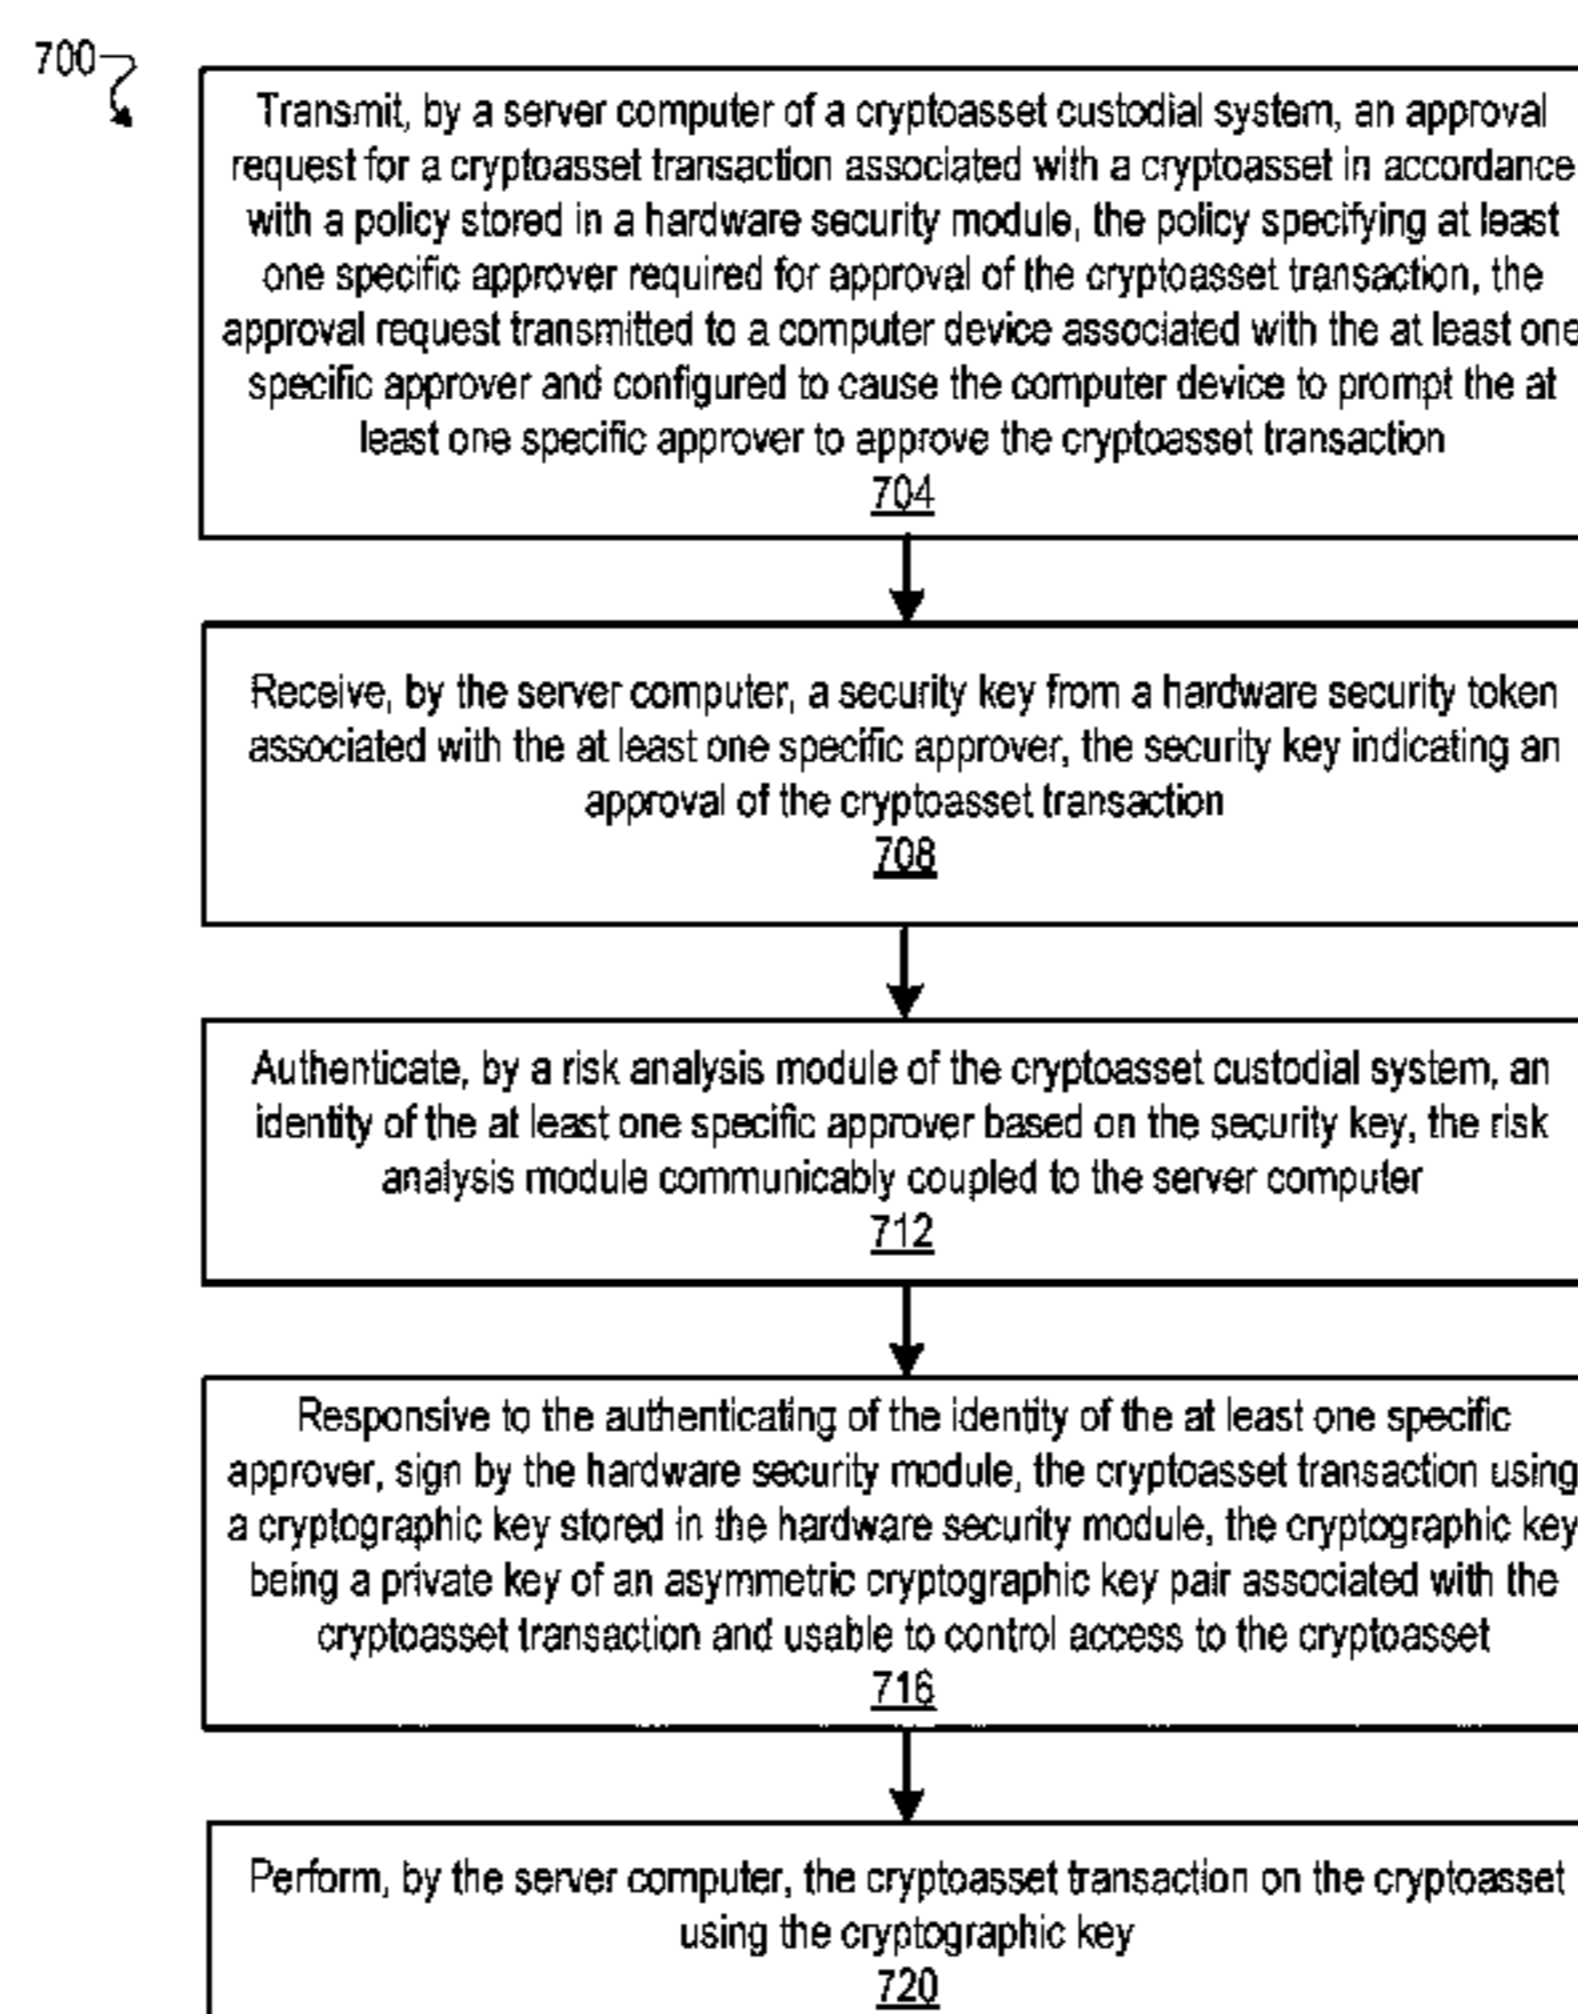 700
Transmit, by a server computer of a cryptoasset custodial system, an approval
request for a cryptoasset transaction associated with a cryptoasset in accordance
with a policy stored in a hardware security module, the policy specifying at least
one specific approver required for approval of the cryptoasset transaction, the
approval request transmitted to a computer device associated with the at least one
specific approver and configured to cause the computer device to prompt the at
least one specific approver to approve the cryptoasset transaction
704
Receive, by the server computer, a security key from a hardware security token
associated with the at least one specific approver, the security key indicating an
approval of the cryptoasset transaction
708
Authenticate, by a risk analysis module of the cryptoasset custodial system, an
identity of the at least one specific approver based on the security key, the risk
analysis module communicably coupled to the server computer
712
Responsive to the authenticating of the identity of the at least one specific
approver, sign by the hardware security module, the cryptoasset transaction using
a cryptographic key stored in the hardware security module, the cryptographic key
being a private key of an asymmetric cryptographic key pair associated with the
cryptoasset transaction and usable to control access to the cryptoasset
716
Perform, by the server computer, the cryptoasset transaction on the cryptoasset
using the cryptographic key
720